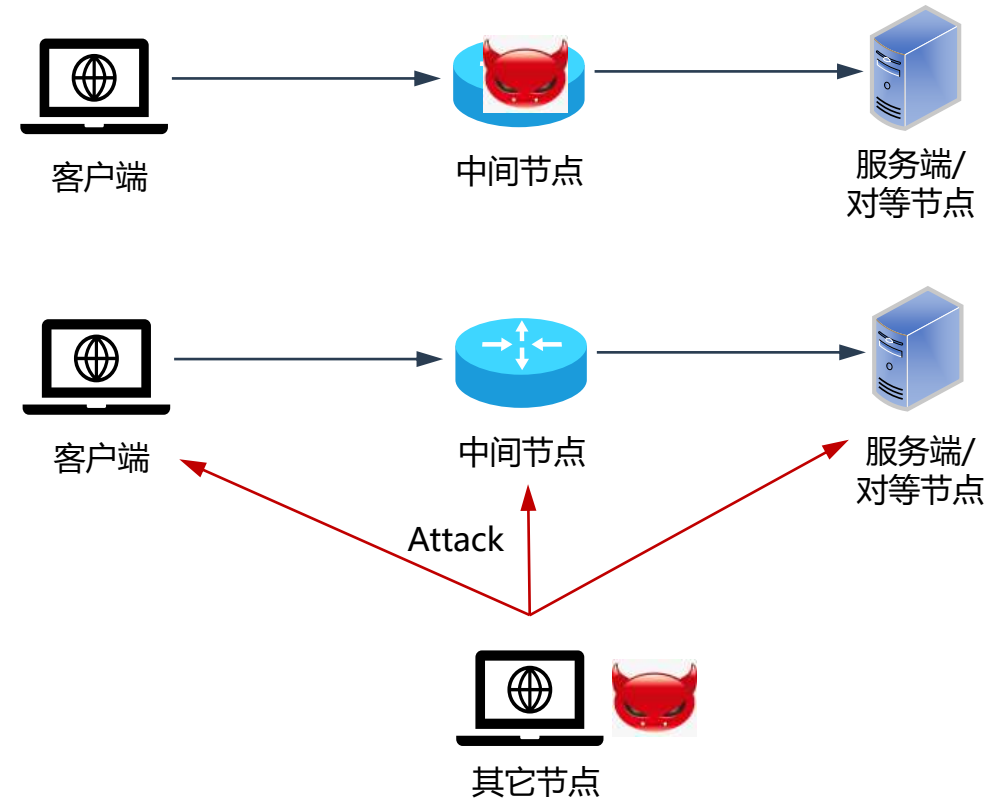 客户端
中间节点
服务端/
对等节点
客户端
中间节点
服务端/
对等节点
Attack
其它节点